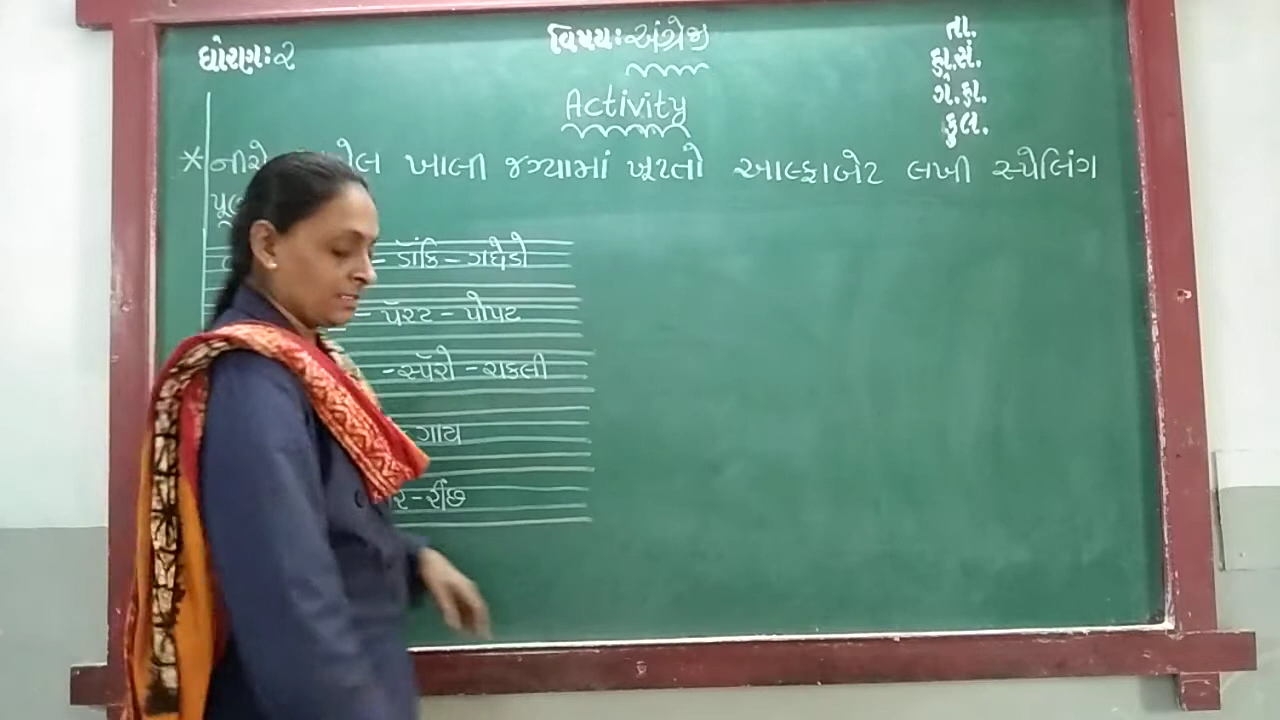 ધોરણઃ૨
વિષયઃ અંગ્રેજી
તા.
હા.સં.
ગે.હા.
કુલ.
Activity
* નીચે ખાલી જગ્યામાં ખૂટતો આલ્ફાબેટ લખી સ્પેલિંગ
- ડૉંકિ - ગધેડો
- પૅરટ - પોપટ
- સ્પૅરો - ચકલી
- ગાય
ર - રીંછ